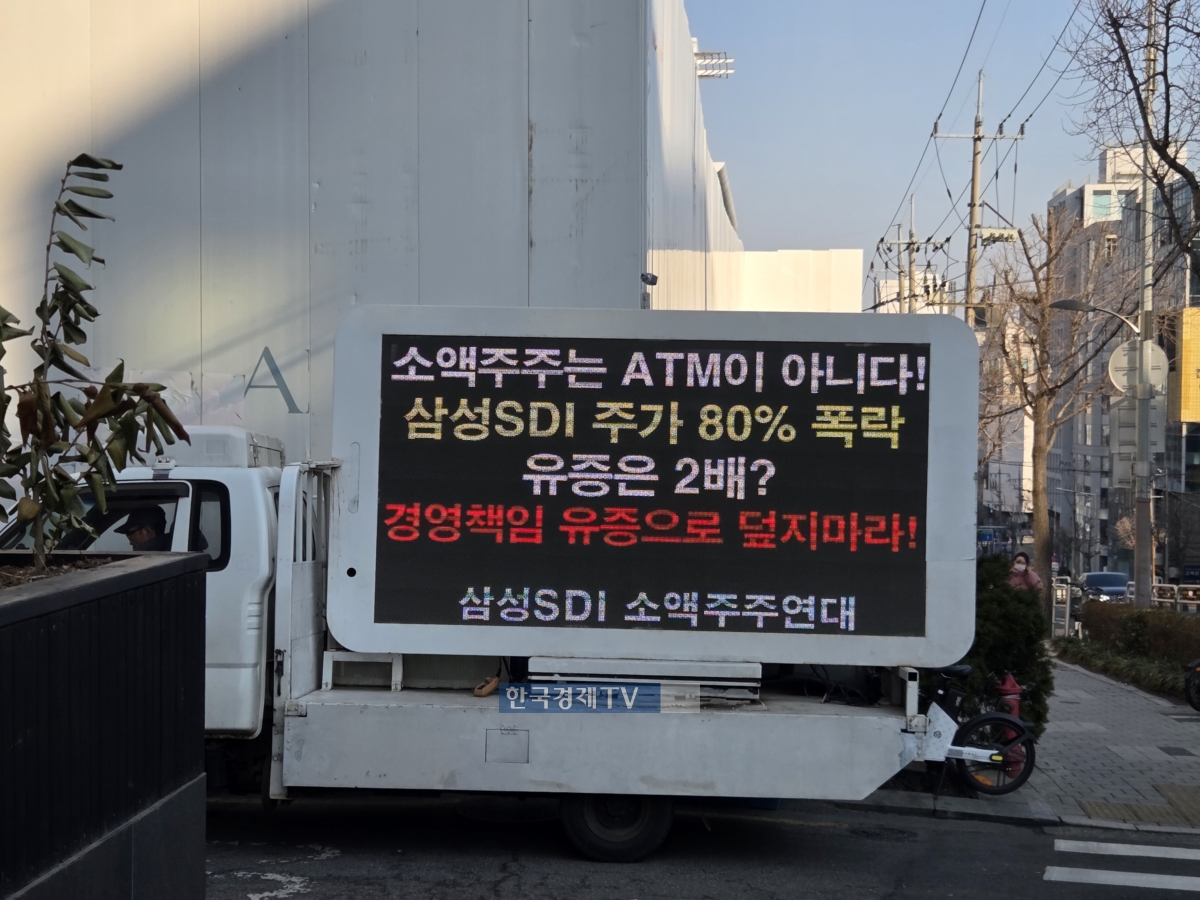 A
소액주주는 ATM이 아니다!
삼성SDI 주가 80% 폭락
유증은 2배?
경영책임 유증으로 덮지마라!
삼성SDI 소액주주연대
한국경제TV